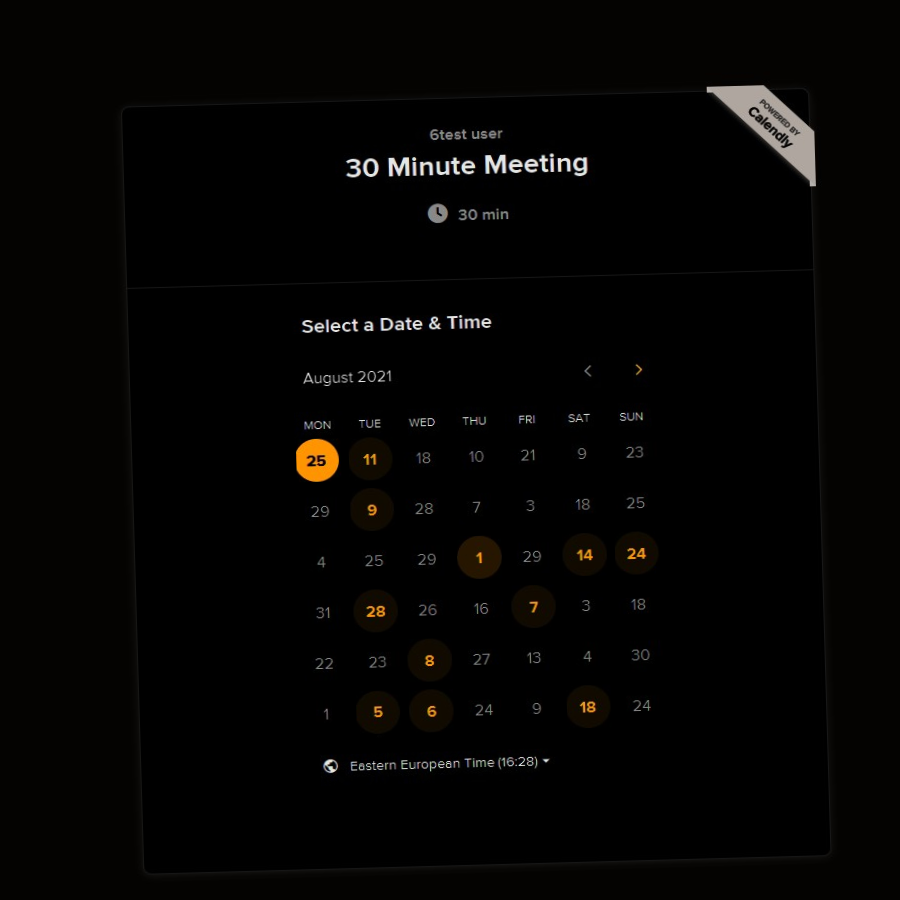 POWERED BY
Calendly
6test user
30 Minute Meeting
30 min
Select a Date & Time
August 2021
MON TUE WED THU FRI SAT SUN
25 11 18 10 21 9 23
29 9 28 7 3 18 25
4 25 29 1 29 14 24
31 28 26 16 7 3 18
22 23 8 27 13 4 30
1 5 6 24 9 18 24
Eastern European Time (16:28)